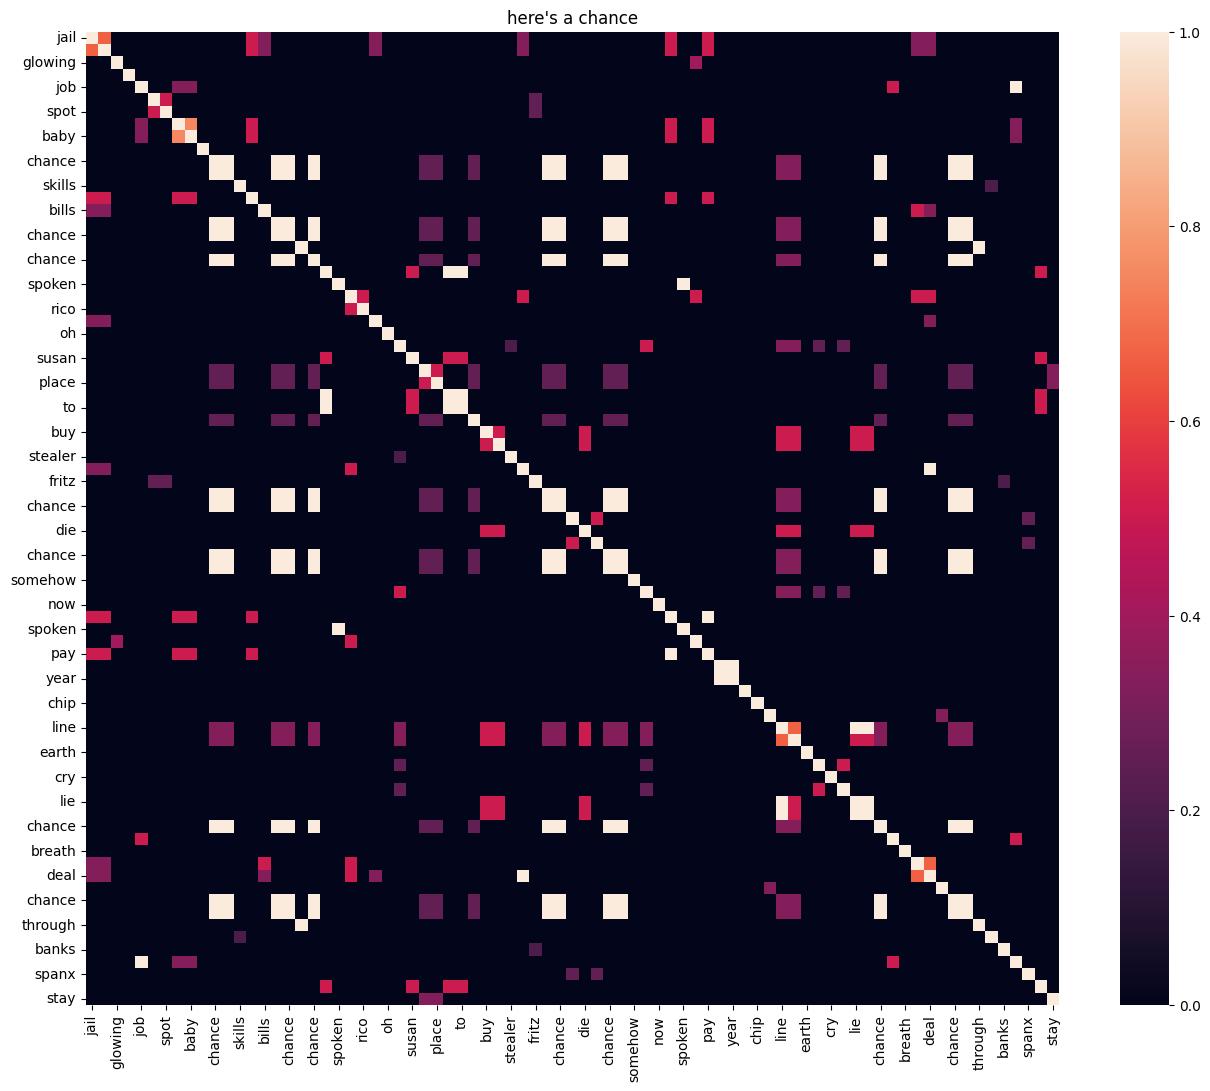 here's a chance
jail
glowing
job
spot
baby
chance
skills
bills
chance
chance
spoken
rico
oh
susan
place
to
buy
stealer
fritz
chance
die
chance
somehow
now
spoken
pay
year
chip
line
earth
cry
lie
chance
breath
deal
chance
through
banks
spanx
stay
jail
glowing
job
spot
baby
chance
skills
bills
chance
chance
spoken
rico
oh
susan
place
to
buy
stealer
fritz
chance
die
chance
somehow
now
spoken
pay
year
chip
line
earth
cry
lie
chance
breath
deal
chance
through
banks
spanx
stay
1.0
0.8
0.6
0.4
0.2
0.0